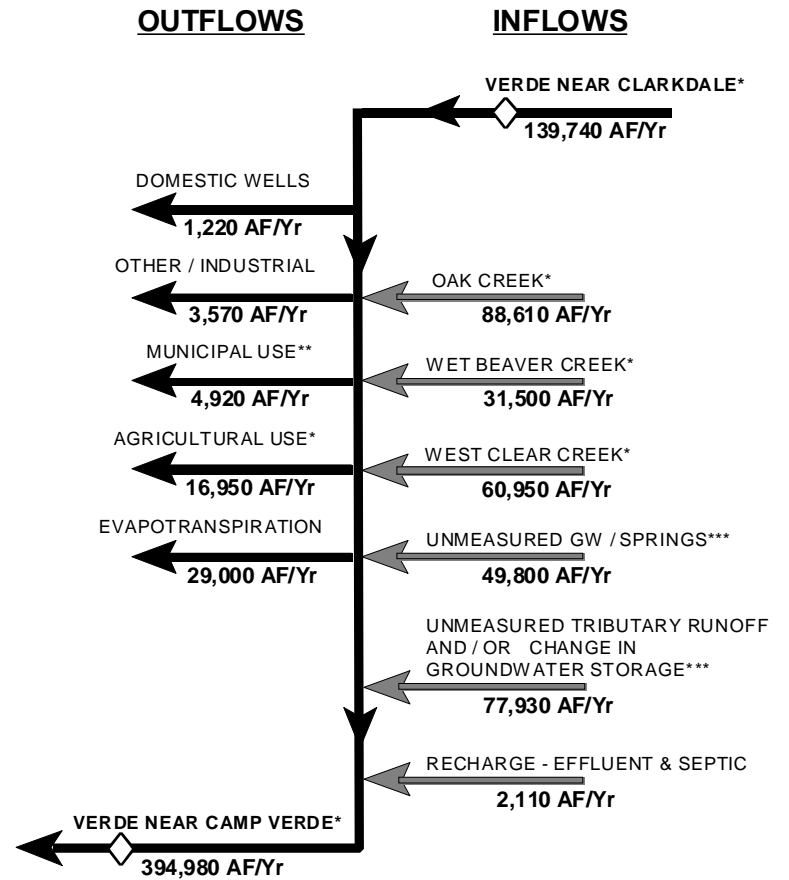 OUTFLOWS
INFLOWS
VERDE NEAR CLARKDALE*
139,740 AF/Yr
DOMESTIC WELLS
1,220 AF/Yr
OTHER / INDUSTRIAL
3,570 AF/Yr
OAK CREEK*
88,610 AF/Yr
MUNICIPAL USE**
4,920 AF/Yr
WET BEAVER CREEK*
31,500 AF/Yr
AGRICULTURAL USE*
16,950 AF/Yr
WEST CLEAR CREEK*
60,950 AF/Yr
EVAPOTRANSPIRATION
29,000 AF/Yr
UNMEASURED GW / SPRINGS***
49,800 AF/Yr
UNMEASURED TRIBUTARY RUNOFF
AND / OR CHANGE IN
GROUNDWATER STORAGE***
77,930 AF/Yr
RECHARGE - EFFLUENT & SEPTIC
2,110 AF/Yr
VERDE NEAR CAMP VERDE*
394,980 AF/Yr